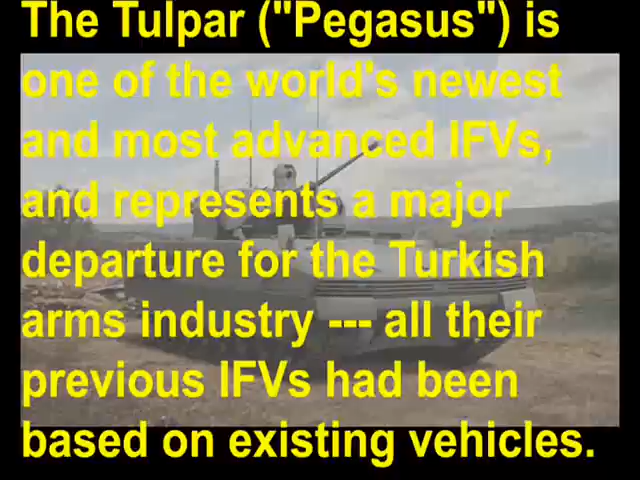 The Tulpar ("Pegasus") is
one of the world's newest
and most advanced IFVs,
and represents a major
departure for the Turkish
arms industry --- all their
previous IFVs had been
based on existing vehicles.